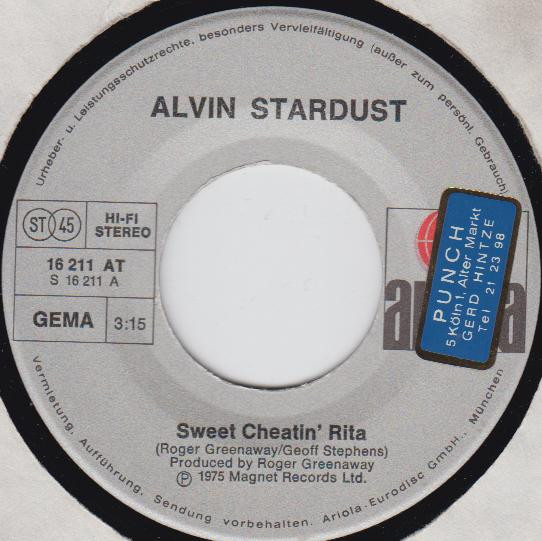 Urheber- u. Leistungsschutzrechte, besonders Vervielfältigung (außer zum persönl. Gebrauch)
ALVIN STARDUST
ST 45
HI-FI
STEREO
16 211 AT
S 16 211 A
GEMA
3:15
ariola
PUNCH
5 Köln 1, Alter Markt
GERD HINTZE
Tel 21 23 98
Sweet Cheatin' Rita
(Roger Greenaway/Geoff Stephens)
Produced by Roger Greenaway
Ⓟ 1975 Magnet Records Ltd.
Vermietung, Aufführung, Sendung vorbehalten. Ariola-Eurodisc GmbH., München